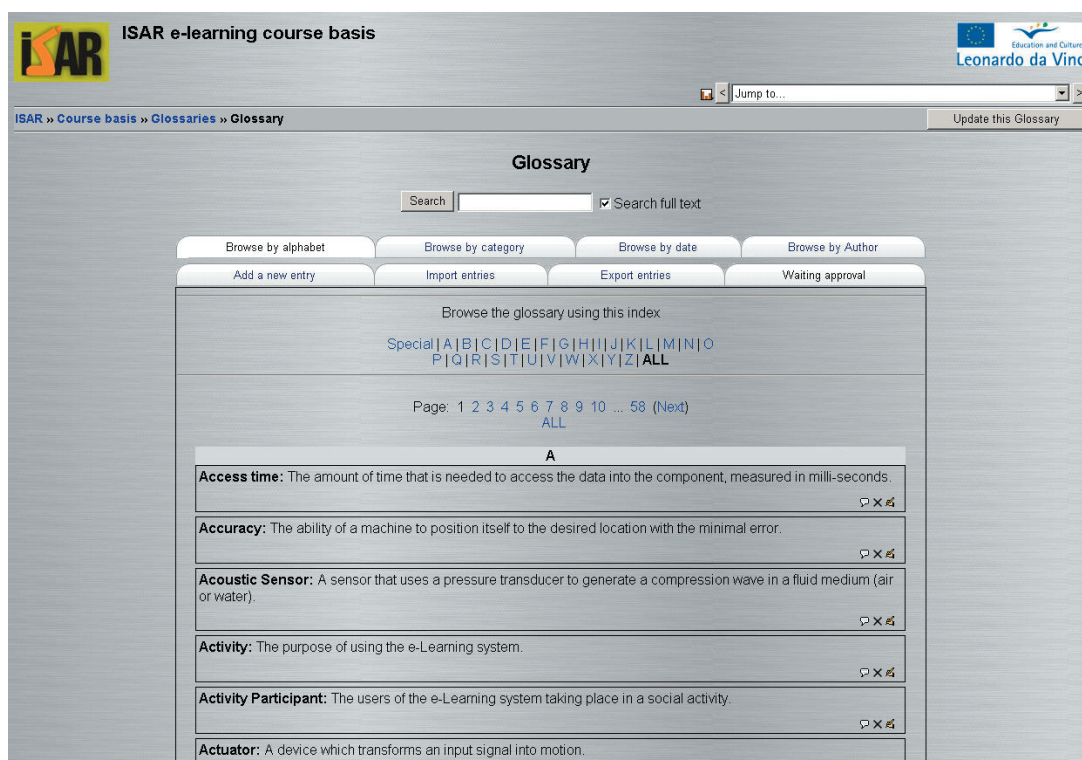 iSAR
ISAR e-learning course basis
Education and Culture
Leonardo da Vinc
< Jump to... >
ISAR » Course basis » Glossaries » Glossary
Update this Glossary
Glossary
Search
Search full text
Browse by alphabet Browse by category Browse by date Browse by Author
Add a new entry Import entries Export entries Waiting approval
Browse the glossary using this index
Special | A | B | C | D | E | F | G | H | I | J | K | L | M | N | O
P | Q | R | S | T | U | V | W | X | Y | Z | ALL
Page: 1 2 3 4 5 6 7 8 9 10 ... 58 (Next)
ALL
A
Access time: The amount of time that is needed to access the data into the component, measured in milli-seconds.
Accuracy: The ability of a machine to position itself to the desired location with the minimal error.
Acoustic Sensor: A sensor that uses a pressure transducer to generate a compression wave in a fluid medium (air
or water).
Activity: The purpose of using the e-Learning system.
Activity Participant: The users of the e-Learning system taking place in a social activity.
Actuator: A device which transforms an input signal into motion.